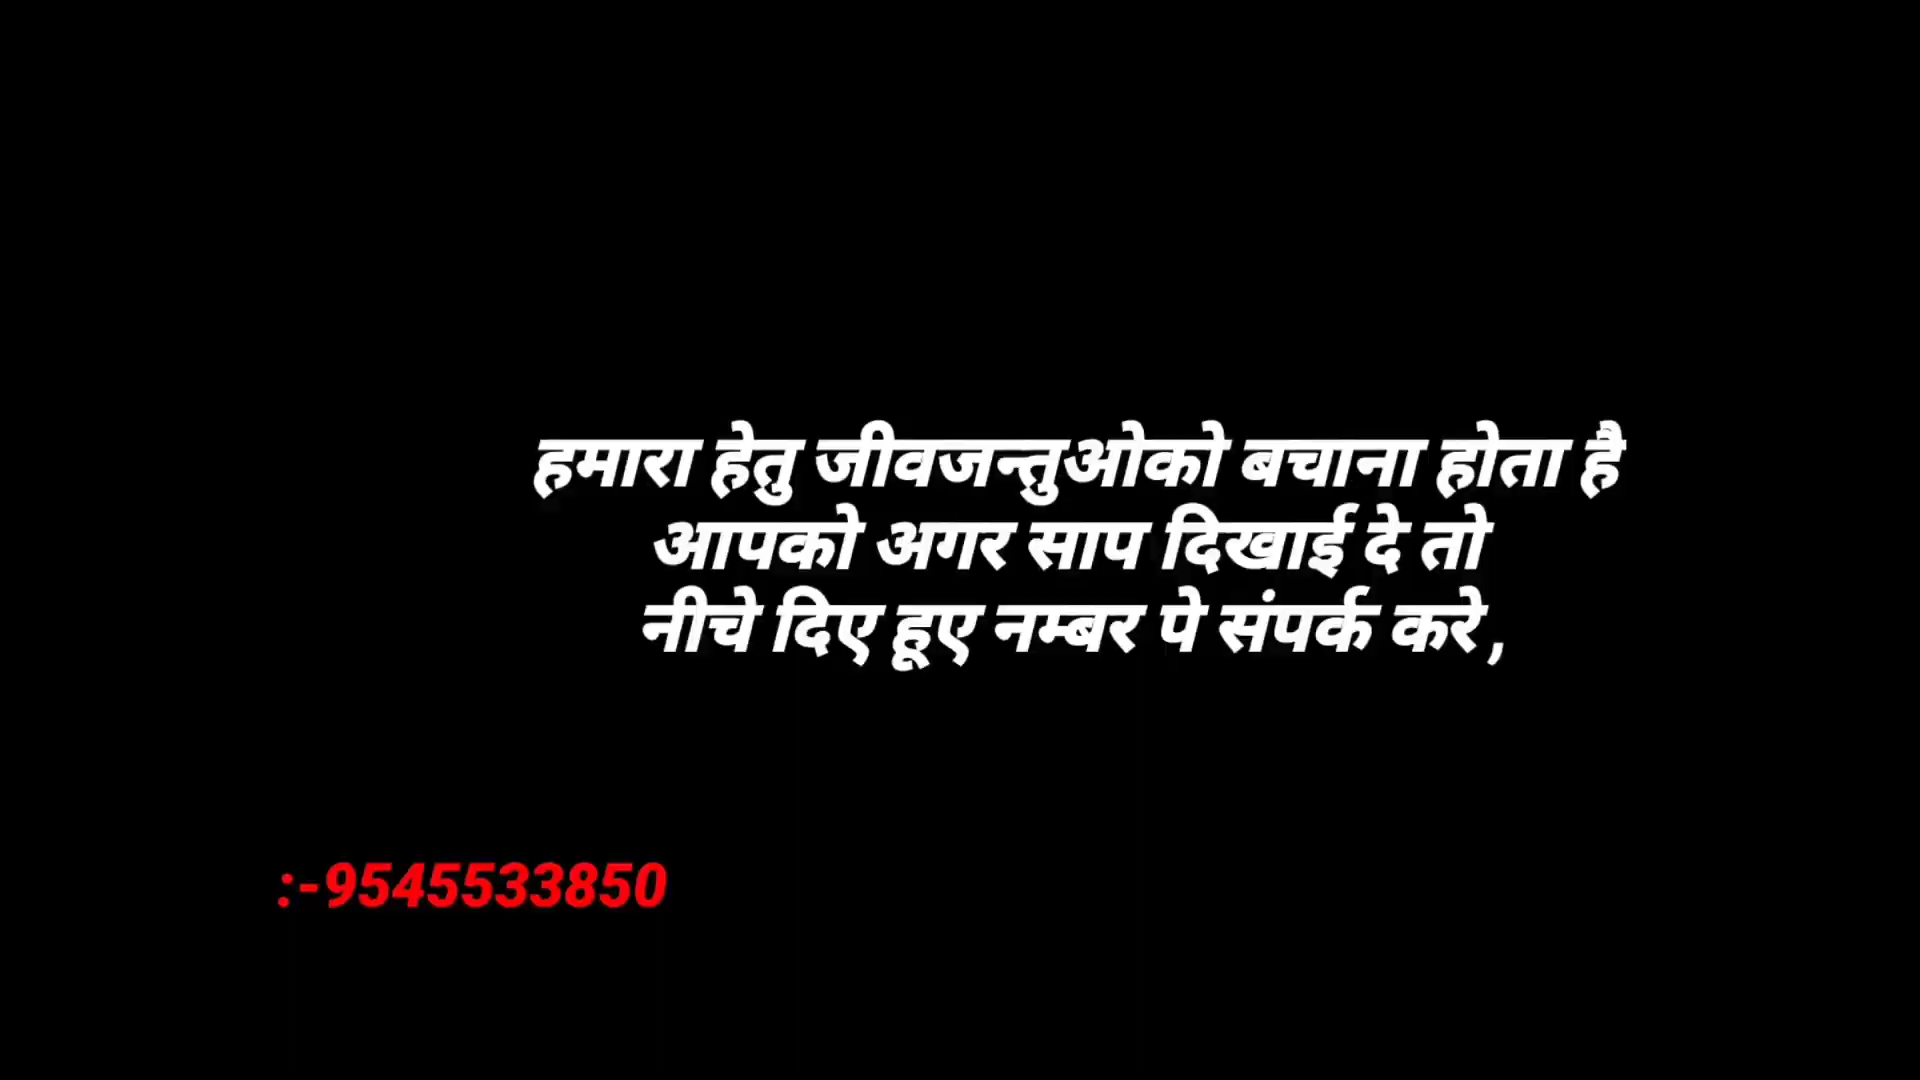 हमारा हेतु जीवजन्तुओको बचाना होता है
आपको अगर साप दिखाई दे तो
नीचे दिए हूए नम्बर पे संपर्क करे,
:-9545533850